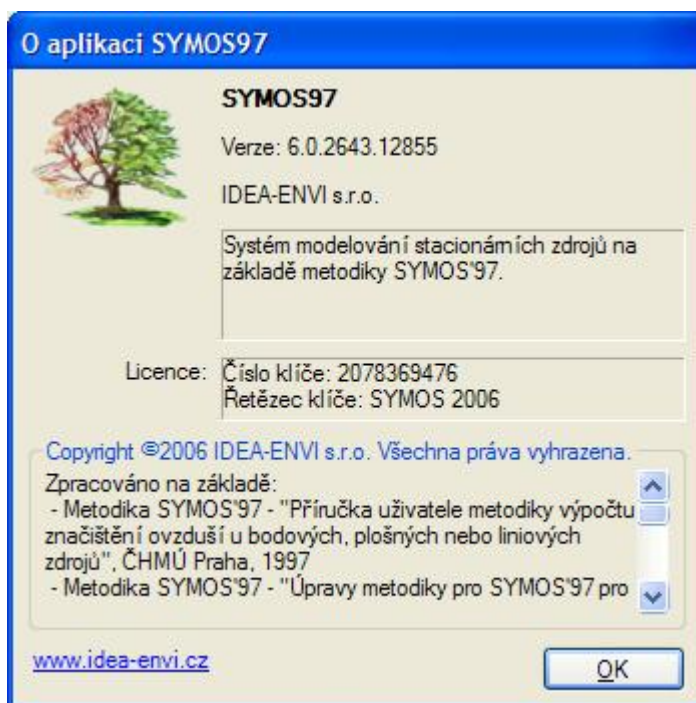 O aplikaci SYMOS97
SYMOS97
Verze: 6.0.2643.12855
IDEA-ENVI s.r.o.
Systém modelování stacionárních zdrojů na
základě metodiky SYMOS'97.
Licence:
Číslo klíče: 2078369476
Řetězec klíče: SYMOS 2006
Copyright ©2006 IDEA-ENVI s.r.o. Všechna práva vyhrazena.
Zpracováno na základě:
- Metodika SYMOS'97 - "Příručka uživatele metodiky výpočtu
značištění ovzduší u bodových, plošných nebo liniových
zdrojů", ČHMÚ Praha, 1997
- Metodika SYMOS'97 - "Úpravy metodiky pro SYMOS'97 pro
www.idea-envi.cz
OK